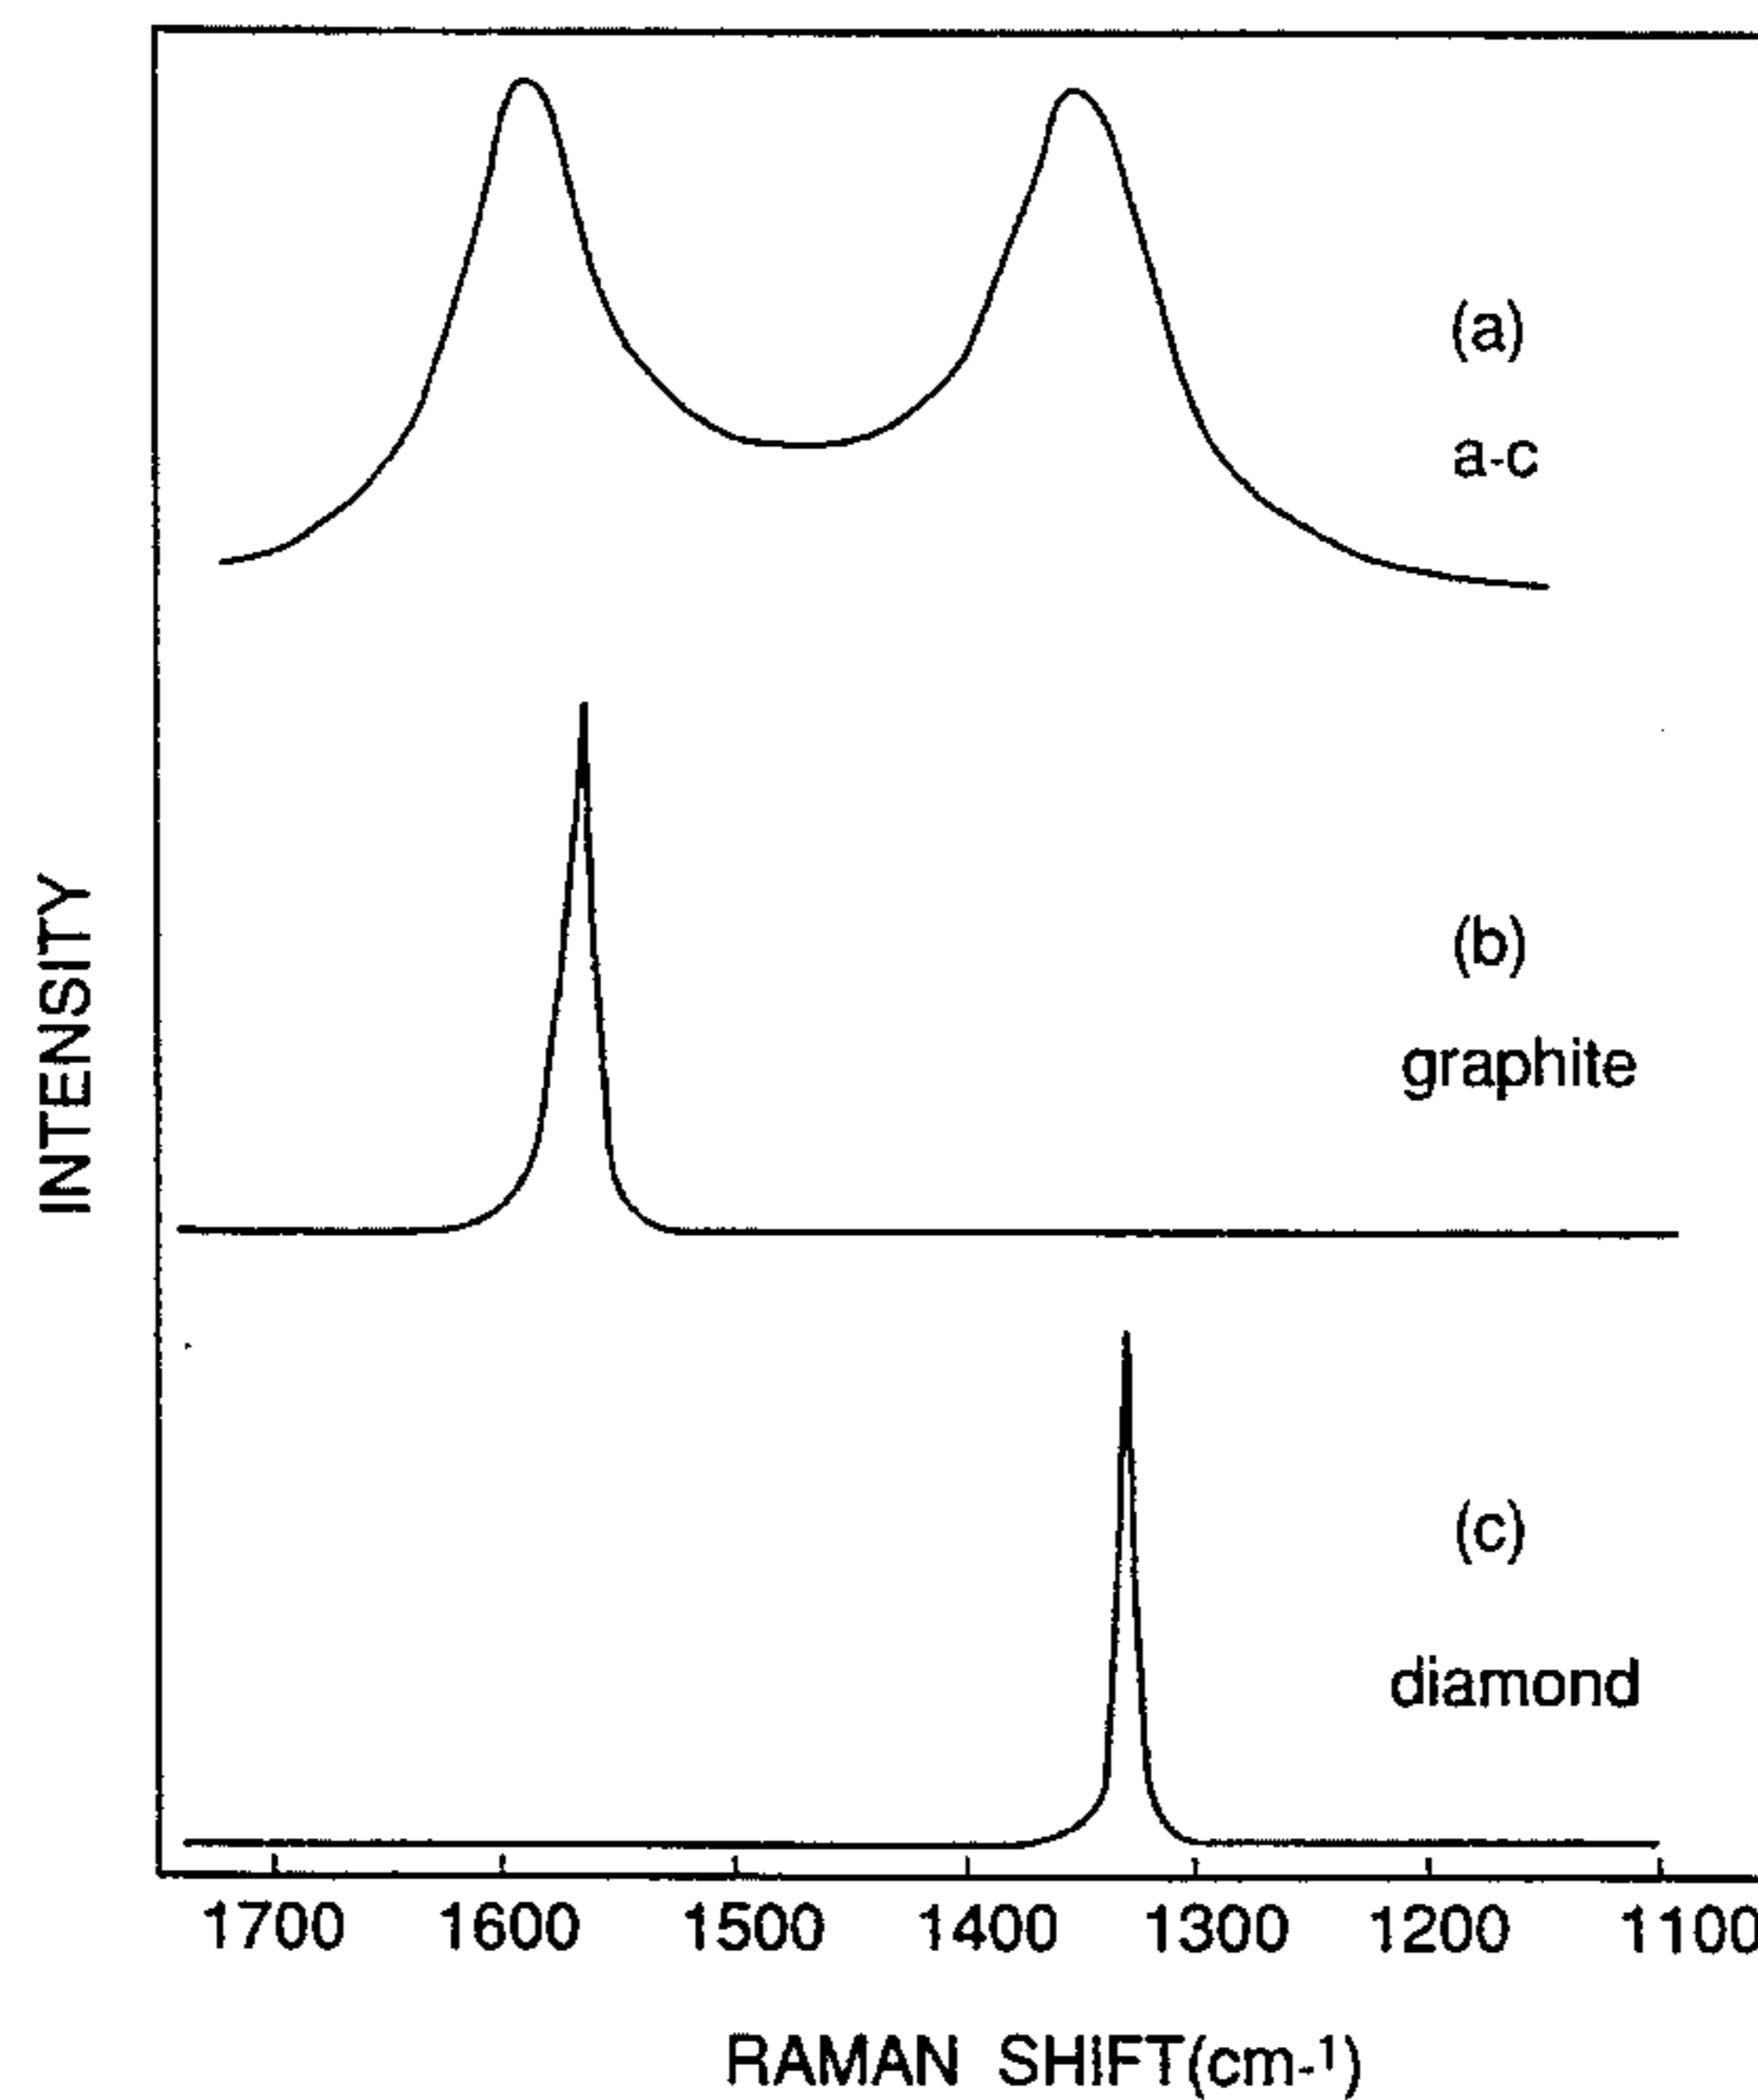 (a)
a-c
INTENSITY
(b)
graphite
(c)
diamond
1700 1600 1500 1400 1300 1200 1100
RAMAN SHIFT(cm-¹)